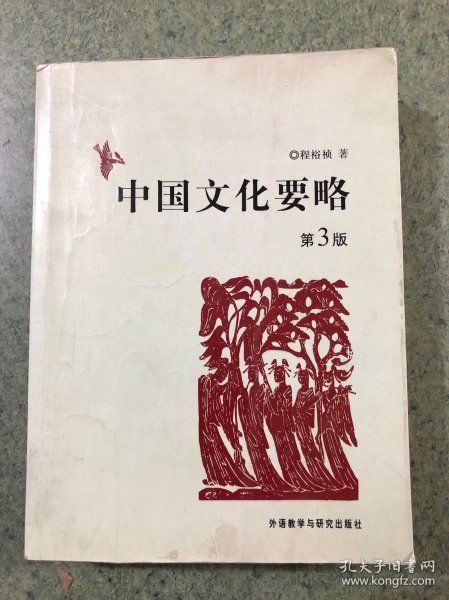 ◎程裕祯 著
中国文化要略
第3版
外语教学与研究出版社
孔夫子旧书网
www.kongfz.com